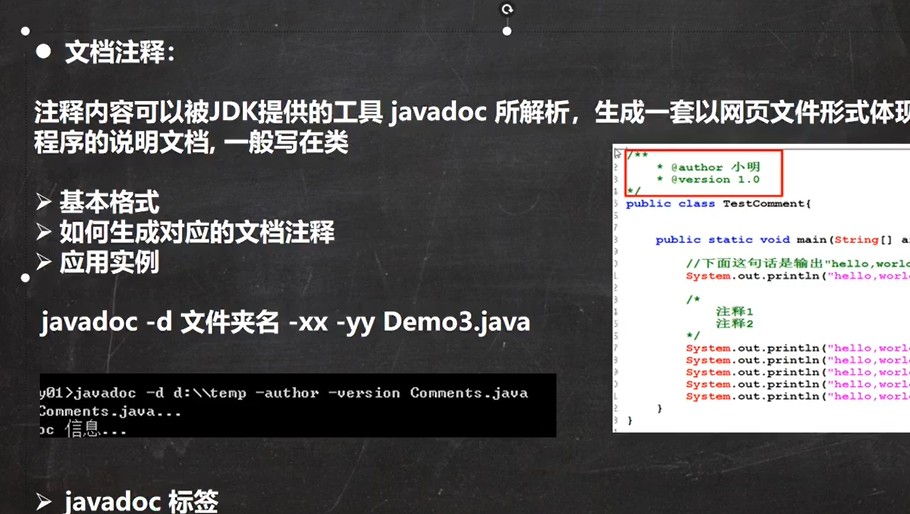 文档注释：
注释内容可以被JDK提供的工具 javadoc 所解析，生成一套以网页文件形式体现
程序的说明文档, 一般写在类
基本格式
如何生成对应的文档注释
应用实例
javadoc -d 文件夹名 -xx -yy Demo3.java
y01>javadoc -d d:\\temp -author -version Comments.java
Comments.java...
oc 信息...
javadoc 标签
/**
* @author 小明
* @version 1.0
*/
public class TestComment{
public static void main(String[] a
//下面这句话是输出"hello,world
System.out.println("hello,worl
/*
注释1
注释2
*/
System.out.println("hello,worl
System.out.println("hello,worl
System.out.println("hello,worl
System.out.println("hello,worl
System.out.println("hello,worl
}
}